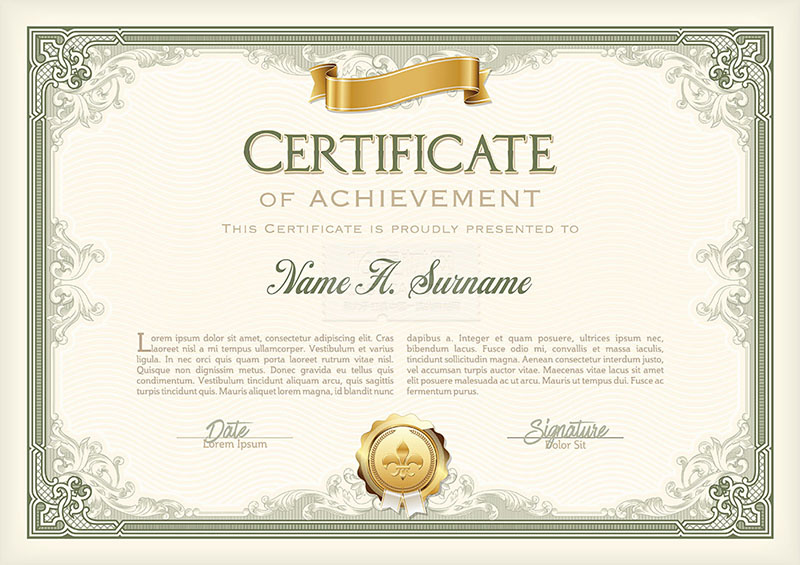 CERTIFICATE
OF ACHIEVEMENT
THIS CERTIFICATE IS PROUDLY PRESENTED TO
Name A. Surname
Lorem ipsum dolor sit amet, consectetur adipiscing elit. Cras
laoreet nisl a mi tempus ullamcorper. Vestibulum et varius
ligula. In nec orci quis quam porta laoreet rutrum vitae nisl.
Quisque non dignissim metus. Donec gravida eu tellus quis
condimentum. Vestibulum tincidunt aliquam arcu, quis sagittis
turpis tincidunt quis. Mauris aliquet lorem magna, id blandit nunc
dapibus a. Integer et quam posuere, ultrices ipsum nec,
bibendum lacus. Fusce odio mi, convallis et massa iaculis,
tincidunt sollicitudin magna. Aenean consectetur interdum justo,
vel accumsan turpis auctor vitae. Maecenas vitae lacus sit amet
elit posuere malesuada ac ut arcu. Mauris ut tempus dui. Fusce ac
fermentum purus.
Date
Lorem Ipsum
Signature
Dolor Sit